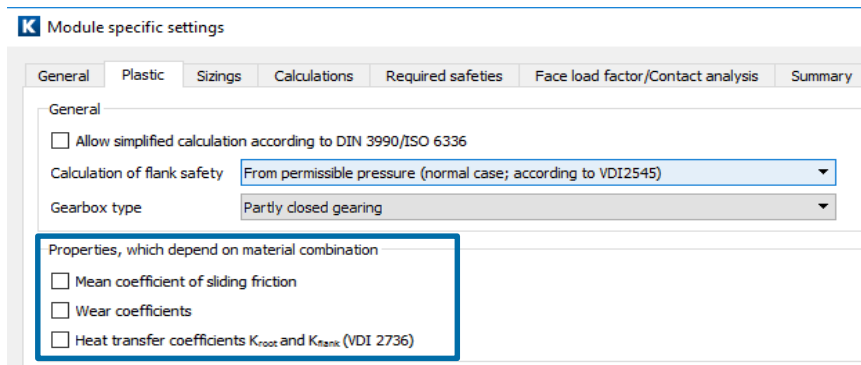 K Module specific settings
General Plastic Sizings Calculations Required safeties Face load factor/Contact analysis Summary
General
Allow simplified calculation according to DIN 3990/ISO 6336
Calculation of flank safety From permissible pressure (normal case; according to VDI2545)
Gearbox type Partly closed gearing
Properties, which depend on material combination
Mean coefficient of sliding friction
Wear coefficients
Heat transfer coefficients Kroot and Kflank (VDI 2736)